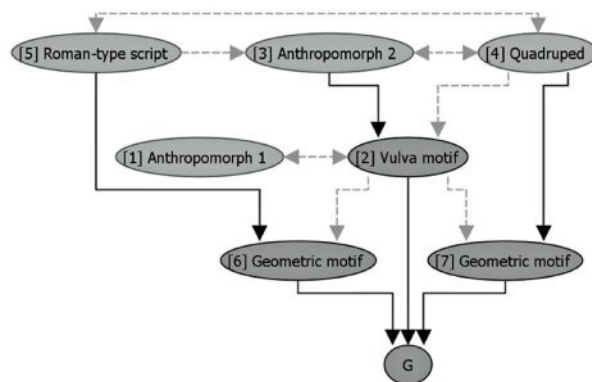 [5] Roman-type script
[3] Anthropomorph 2
[4] Quadruped
[1] Anthropomorph 1
[2] Vulva motif
[6] Geometric motif
[7] Geometric motif
G